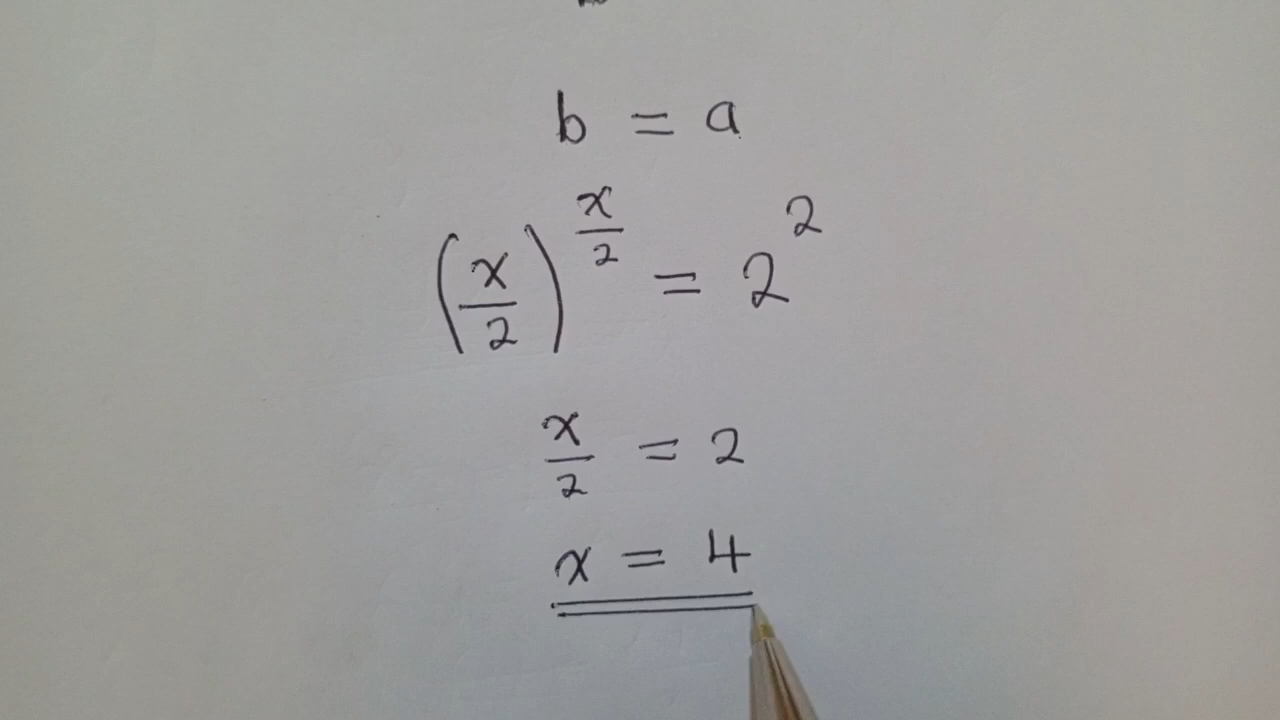 b = a
(x/2)^(x/2) = 2^2
x/2 = 2
x = 4